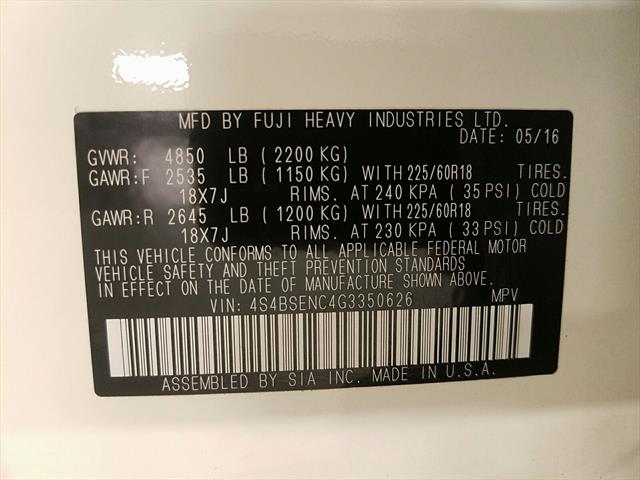 MFD BY FUJI HEAVY INDUSTRIES LTD.
DATE: 05/16
GVWR: 4850 LB (2200 KG)
GAWR:F 2535 LB (1150 KG) WITH 225/60R18 TIRES.
18X7J RIMS. AT 240 KPA (35 PSI) COLD
GAWR:R 2645 LB (1200 KG) WITH 225/60R18 TIRES.
18X7J RIMS. AT 230 KPA (33 PSI) COLD
THIS VEHICLE CONFORMS TO ALL APPLICABLE FEDERAL MOTOR
VEHICLE SAFETY AND THEFT PREVENTION STANDARDS
IN EFFECT ON THE DATE OF MANUFACTURE SHOWN ABOVE.
VIN: 4S4BSENC4G3350626 MPV
ASSEMBLED BY SIA INC. MADE IN U.S.A.